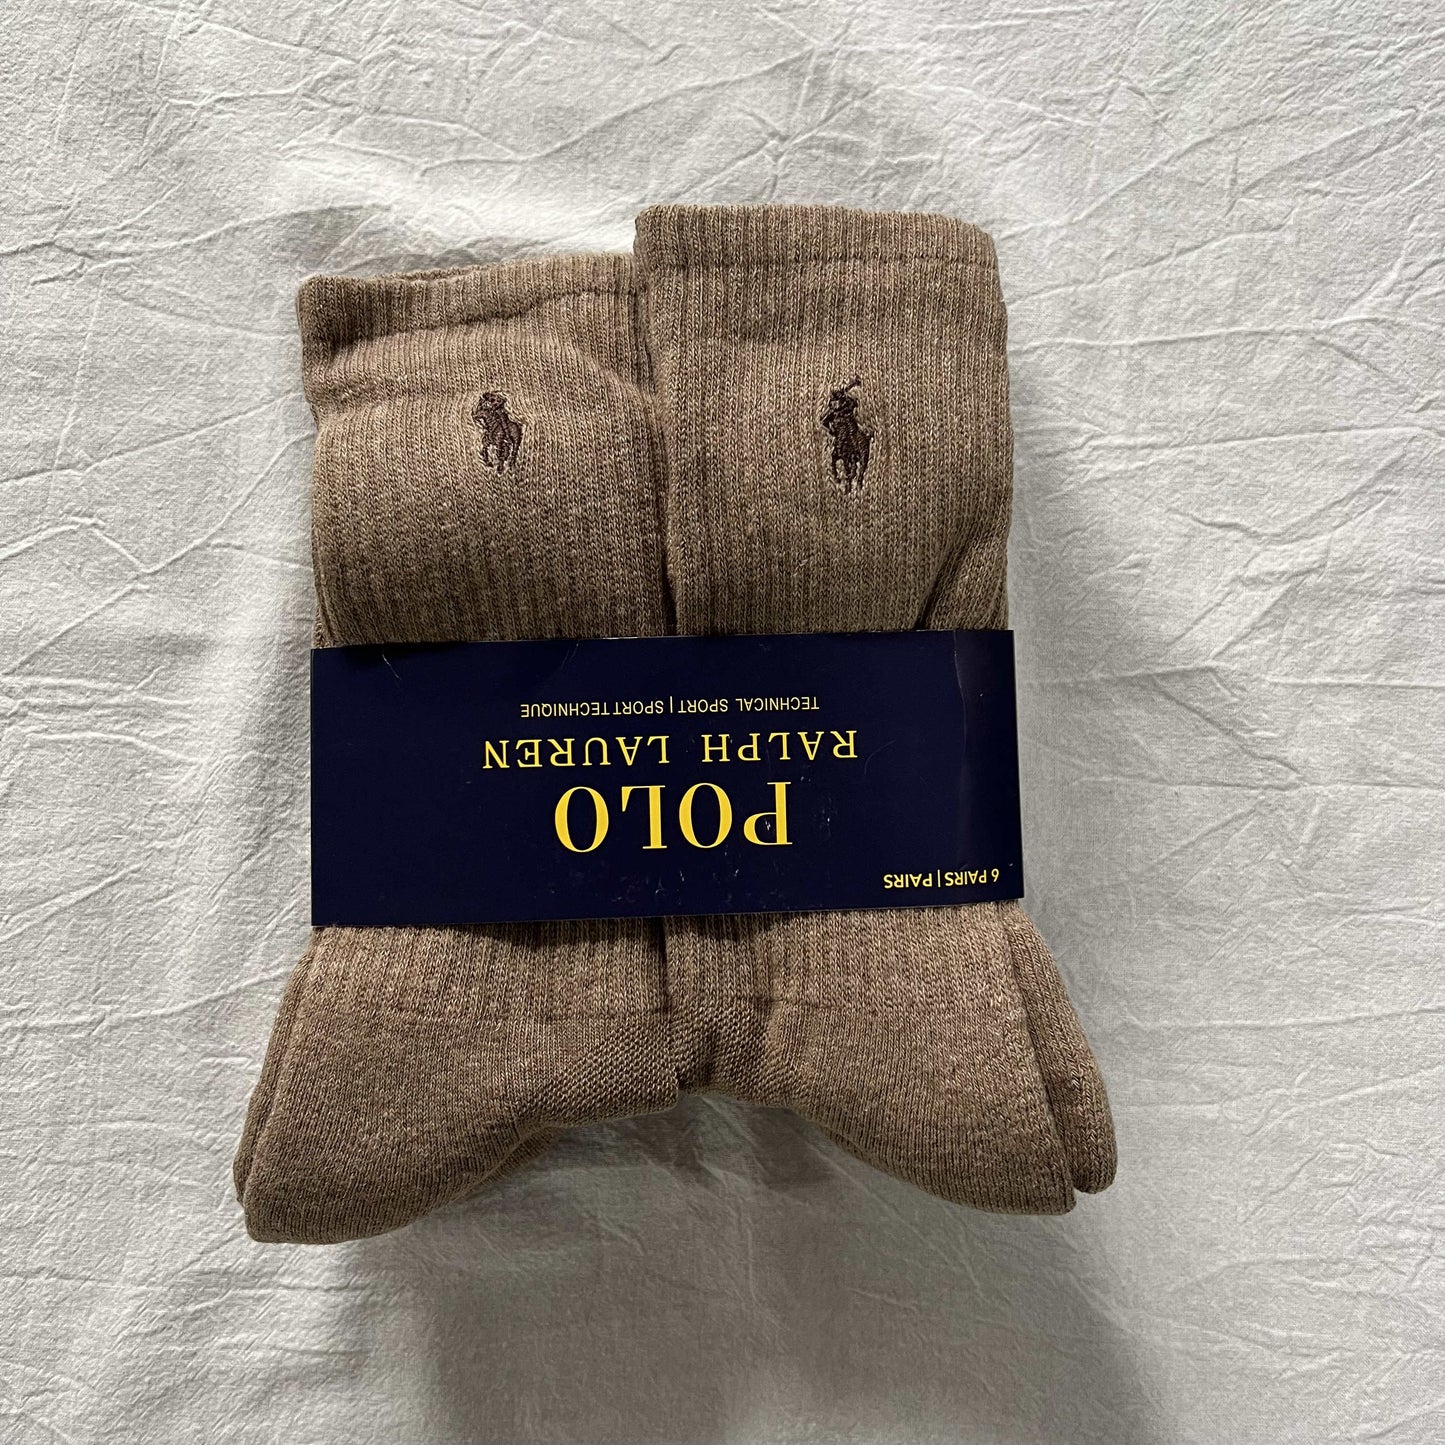 6 PAIRS | PAIRS
POLO
RALPH LAUREN
TECHNICAL SPORT | SPORT TECHNIQUE